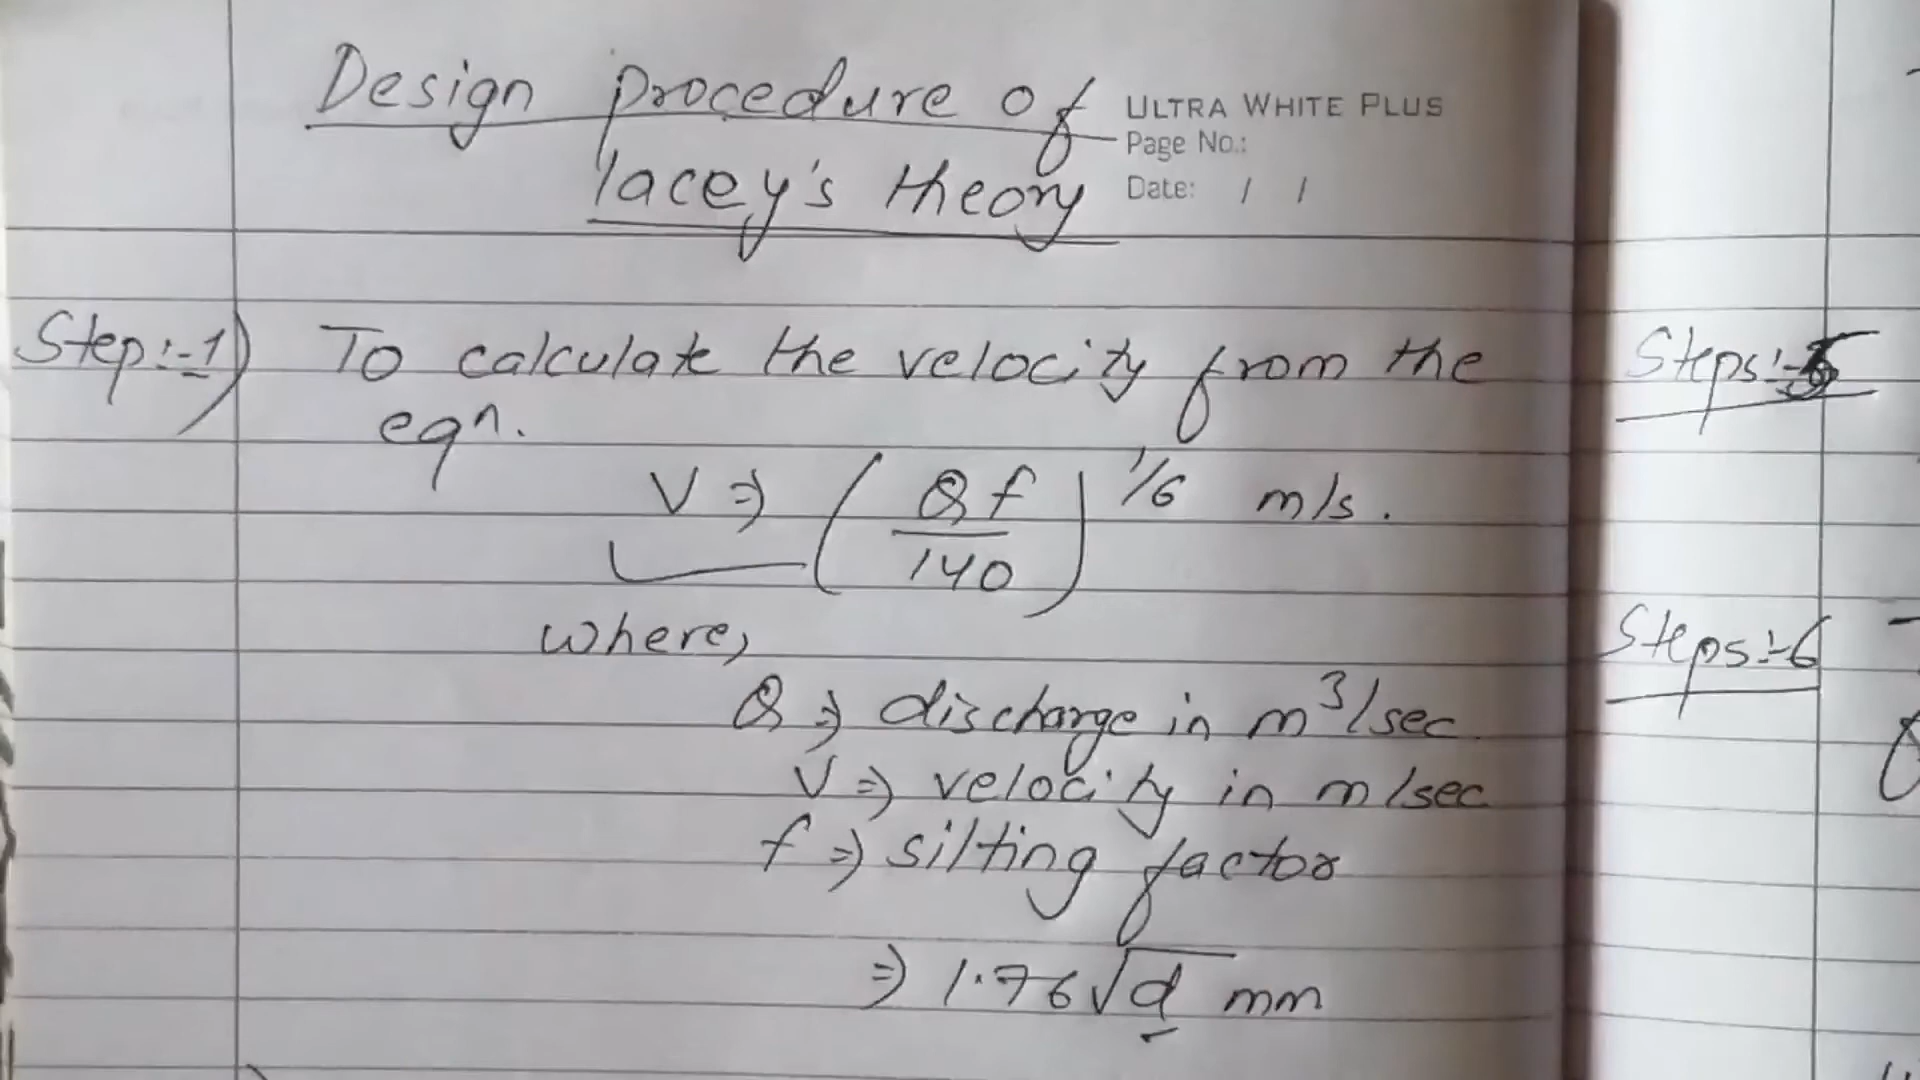 Design procedure of
lacey's theory
ULTRA WHITE PLUS
Page No.:
Date: / /
Step:-1) To calculate the velocity from the
eqn.
V => (Qf/140)^1/6 m/s.
where,
Q => discharge in m³/sec
V => velocity in m/sec
f => silting factor
=> 1.76√d mm
Steps:-5
Steps:-6